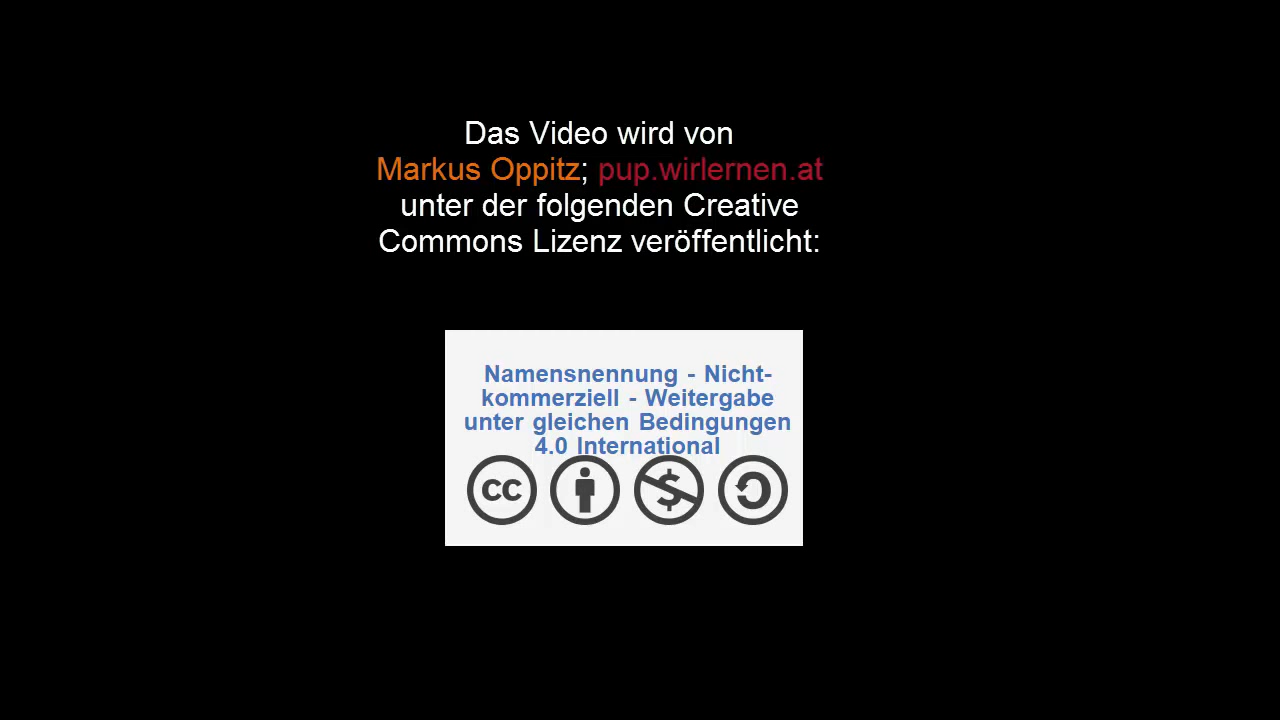 Das Video wird von
Markus Oppitz; pup.wirlernen.at
unter der folgenden Creative
Commons Lizenz veröffentlicht:
Namensnennung - Nicht-
kommerziell - Weitergabe
unter gleichen Bedingungen
4.0 International
cc
$